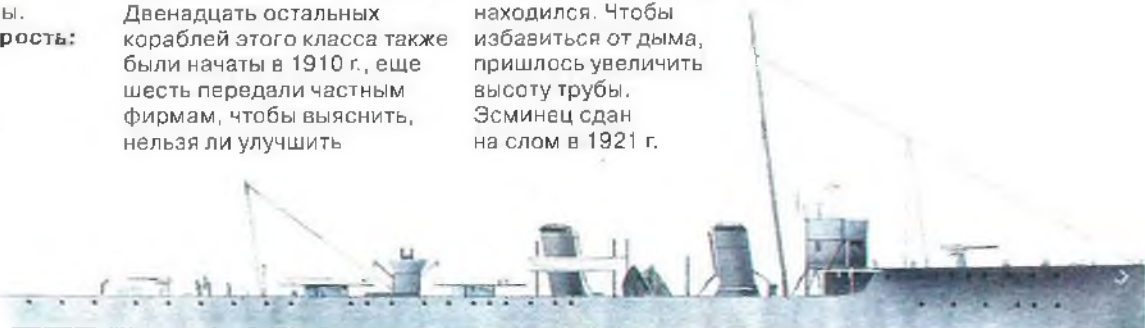 ы.
рость:
Двенадцать остальных
кораблей этого класса также
были начаты в 1910 г., еще
шесть передали частным
фирмам, чтобы выяснить,
нельзя ли улучшить
находился. Чтобы
избавиться от дыма,
пришлось увеличить
высоту трубы.
Эсминец сдан
на слом в 1921 г.